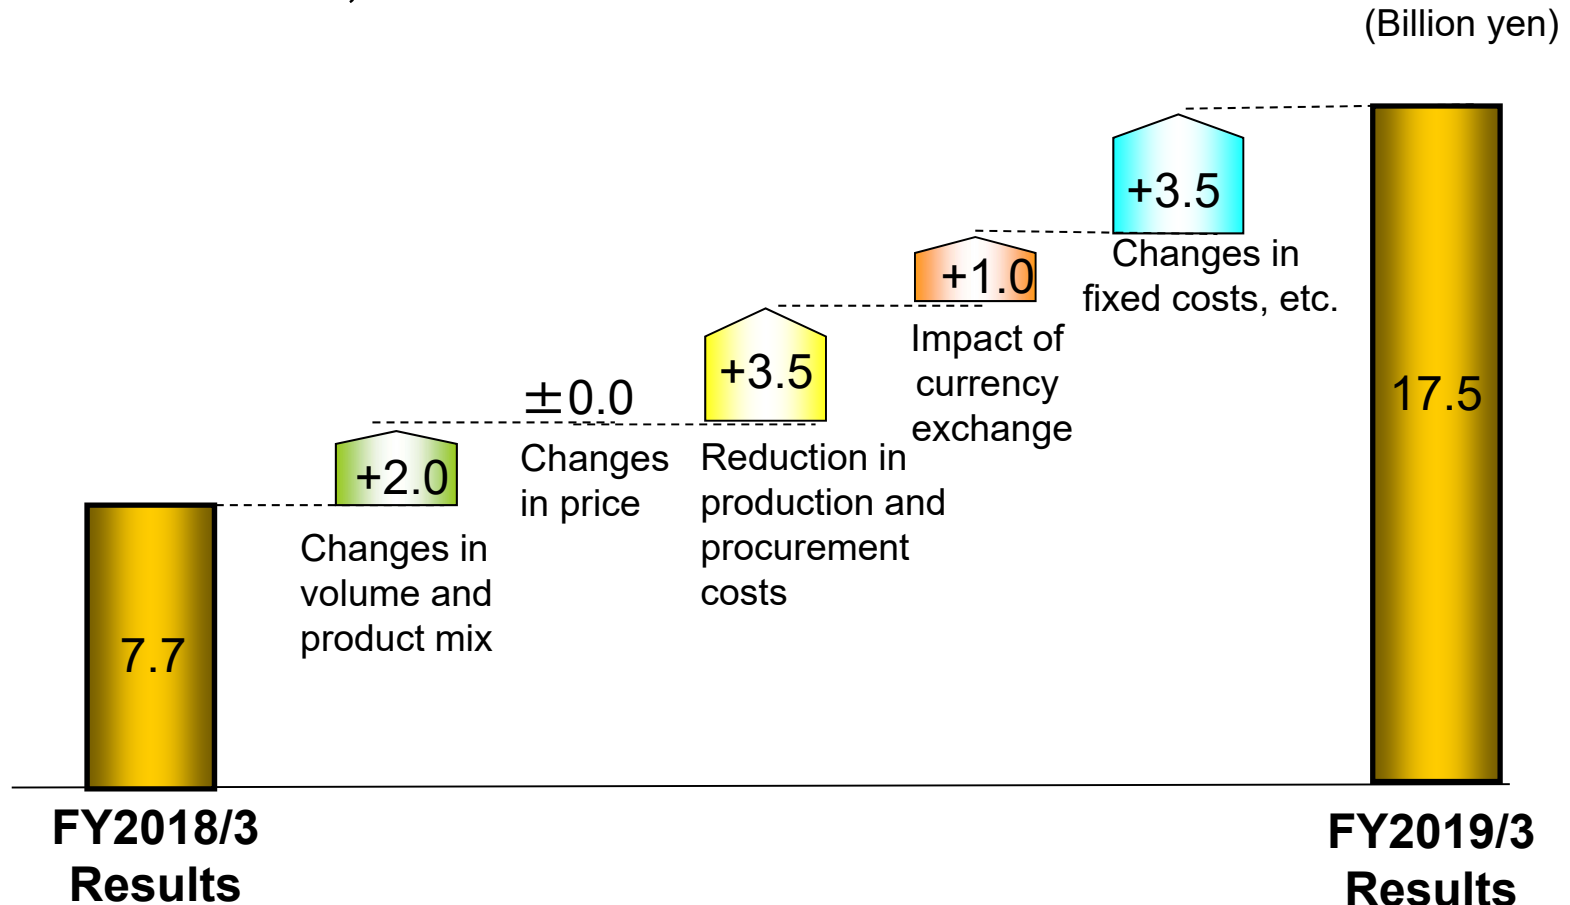 (Billion yen)
+3.5
Changes in
fixed costs, etc.
+1.0
Impact of
currency
exchange
+3.5
Reduction in
production and
procurement
costs
±0.0
Changes
in price
+2.0
Changes in
volume and
product mix
7.7
17.5
FY2018/3
Results
FY2019/3
Results